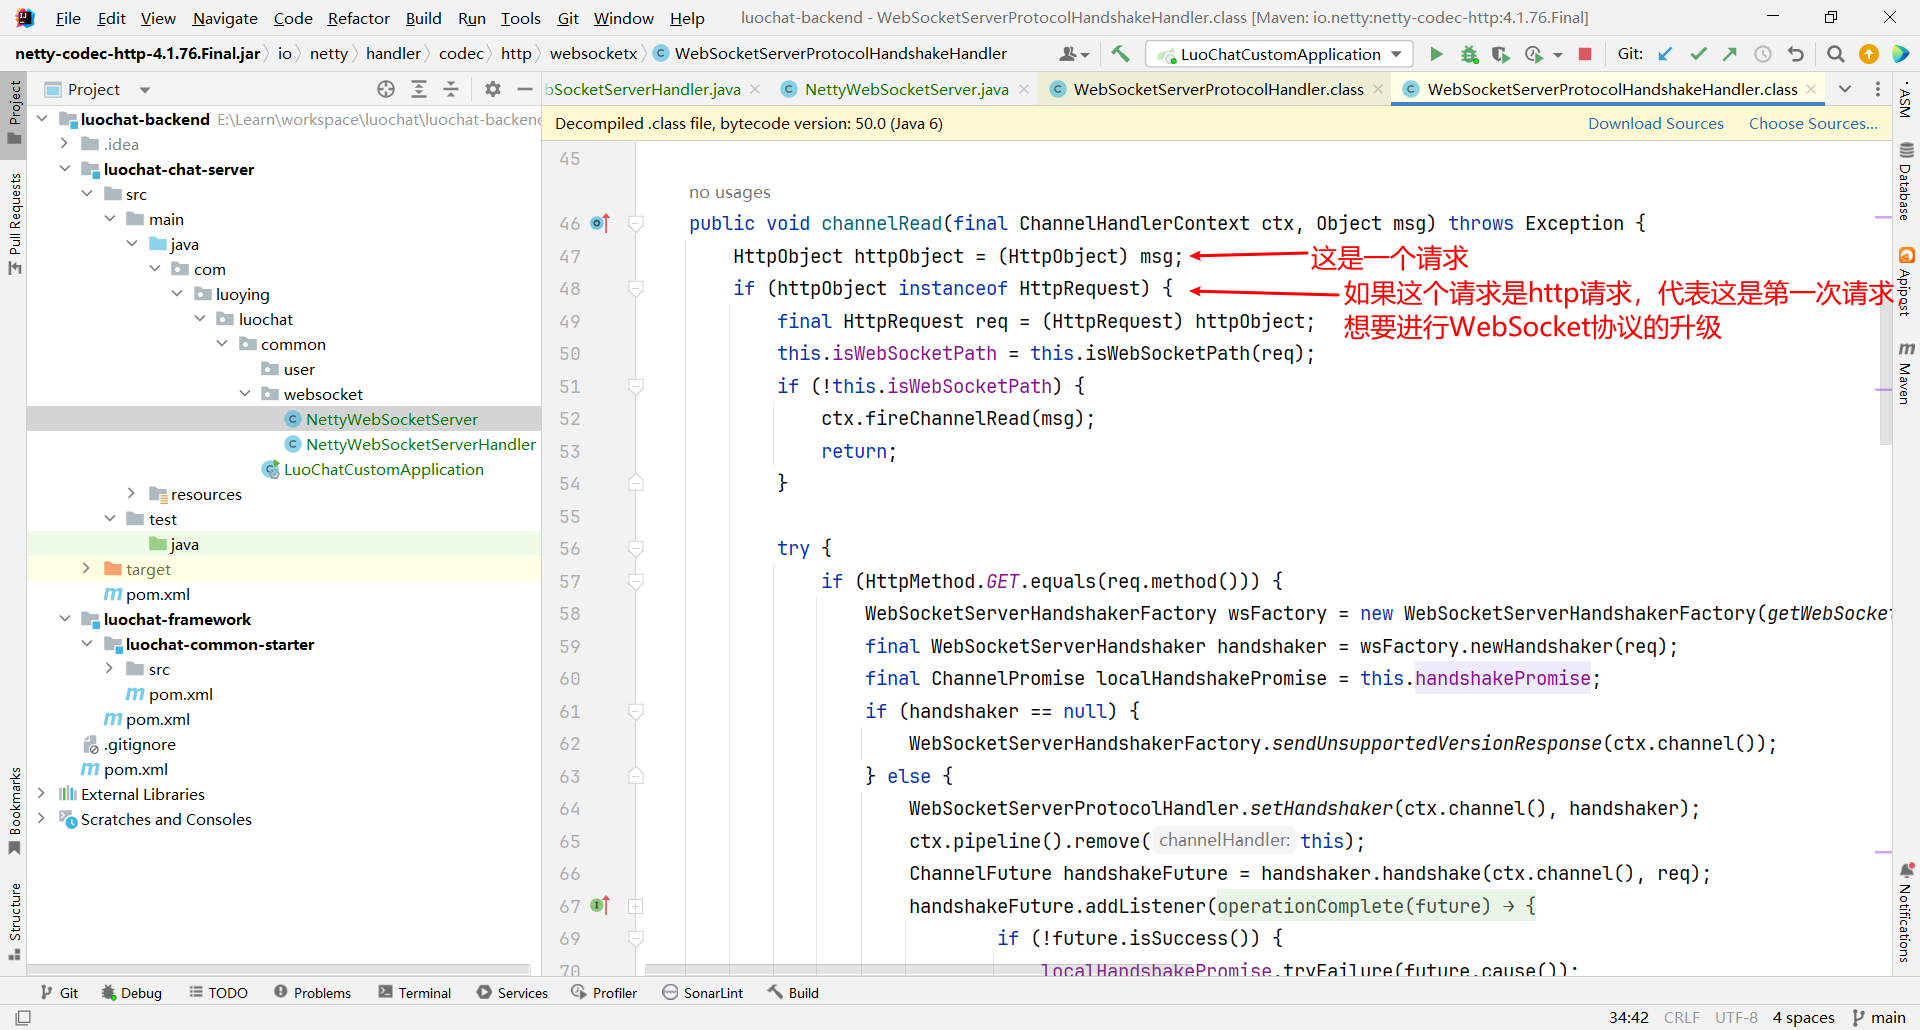 File Edit View Navigate Code Refactor Build Run Tools Git Window Help luochat-backend - WebSocketServerProtocolHandshakeHandler.class [Maven: io.netty:netty-codec-http:4.1.76.Final]
netty-codec-http-4.1.76.Final.jar io netty handler codec http websocketx WebSocketServerProtocolHandshakeHandler LuoChatCustomApplication Git:
Project
bSocketServerHandler.java NettyWebSocketServer.java WebSocketServerProtocolHandler.class WebSocketServerProtocolHandshakeHandler.class
Decompiled .class file, bytecode version: 50.0 (Java 6) Download Sources Choose Sources...
Project
Pull Requests
Bookmarks
Structure
luochat-backend E:\Learn\workspace\luochat\luochat-backend
.idea
luochat-chat-server
src
main
java
com
luoying
luochat
common
user
websocket
NettyWebSocketServer
NettyWebSocketServerHandler
LuoChatCustomApplication
resources
test
java
target
pom.xml
luochat-framework
luochat-common-starter
src
pom.xml
pom.xml
.gitignore
pom.xml
External Libraries
Scratches and Consoles
45
no usages
46 public void channelRead(final ChannelHandlerContext ctx, Object msg) throws Exception {
47 HttpObject httpObject = (HttpObject) msg; 这是一个请求
48 if (httpObject instanceof HttpRequest) { 如果这个请求是http请求，代表这是第一次请求
想要进行WebSocket协议的升级
49 final HttpRequest req = (HttpRequest) httpObject;
50 this.isWebSocketPath = this.isWebSocketPath(req);
51 if (!this.isWebSocketPath) {
52 ctx.fireChannelRead(msg);
53 return;
54 }
55
56 try {
57 if (HttpMethod.GET.equals(req.method())) {
58 WebSocketServerHandshakerFactory wsFactory = new WebSocketServerHandshakerFactory(getWebSocket
59 final WebSocketServerHandshaker handshaker = wsFactory.newHandshaker(req);
60 final ChannelPromise localHandshakePromise = this.handshakePromise;
61 if (handshaker == null) {
62 WebSocketServerHandshakerFactory.sendUnsupportedVersionResponse(ctx.channel());
63 } else {
64 WebSocketServerProtocolHandler.setHandshaker(ctx.channel(), handshaker);
65 ctx.pipeline().remove( channelHandler: this);
66 ChannelFuture handshakeFuture = handshaker.handshake(ctx.channel(), req);
67 handshakeFuture.addListener(operationComplete(future) → {
69 if (!future.isSuccess()) {
70 localHandshakePromise.tryFailure(future.cause());
ASM
Database
Apipost
Maven
Notifications
Git Debug TODO Problems Terminal Services Profiler SonarLint Build
34:42 CRLF UTF-8 4 spaces main